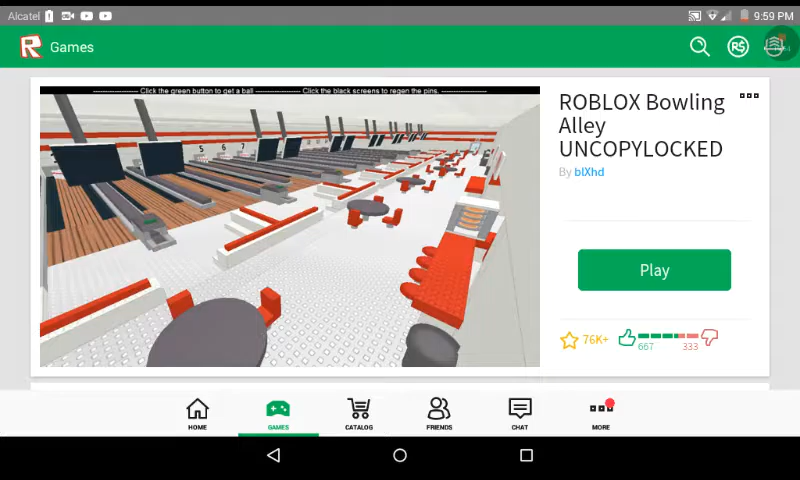 Alcatel
9:59 PM
R
Games
R$
---------------- Click the green button to get a ball ---------------- Click the black screens to regen the pins. ----------------
5 6 7
ROBLOX Bowling
Alley
UNCOPYLOCKED
By blXhd
Play
76K+
667
333
HOME
GAMES
CATALOG
FRIENDS
CHAT
MORE